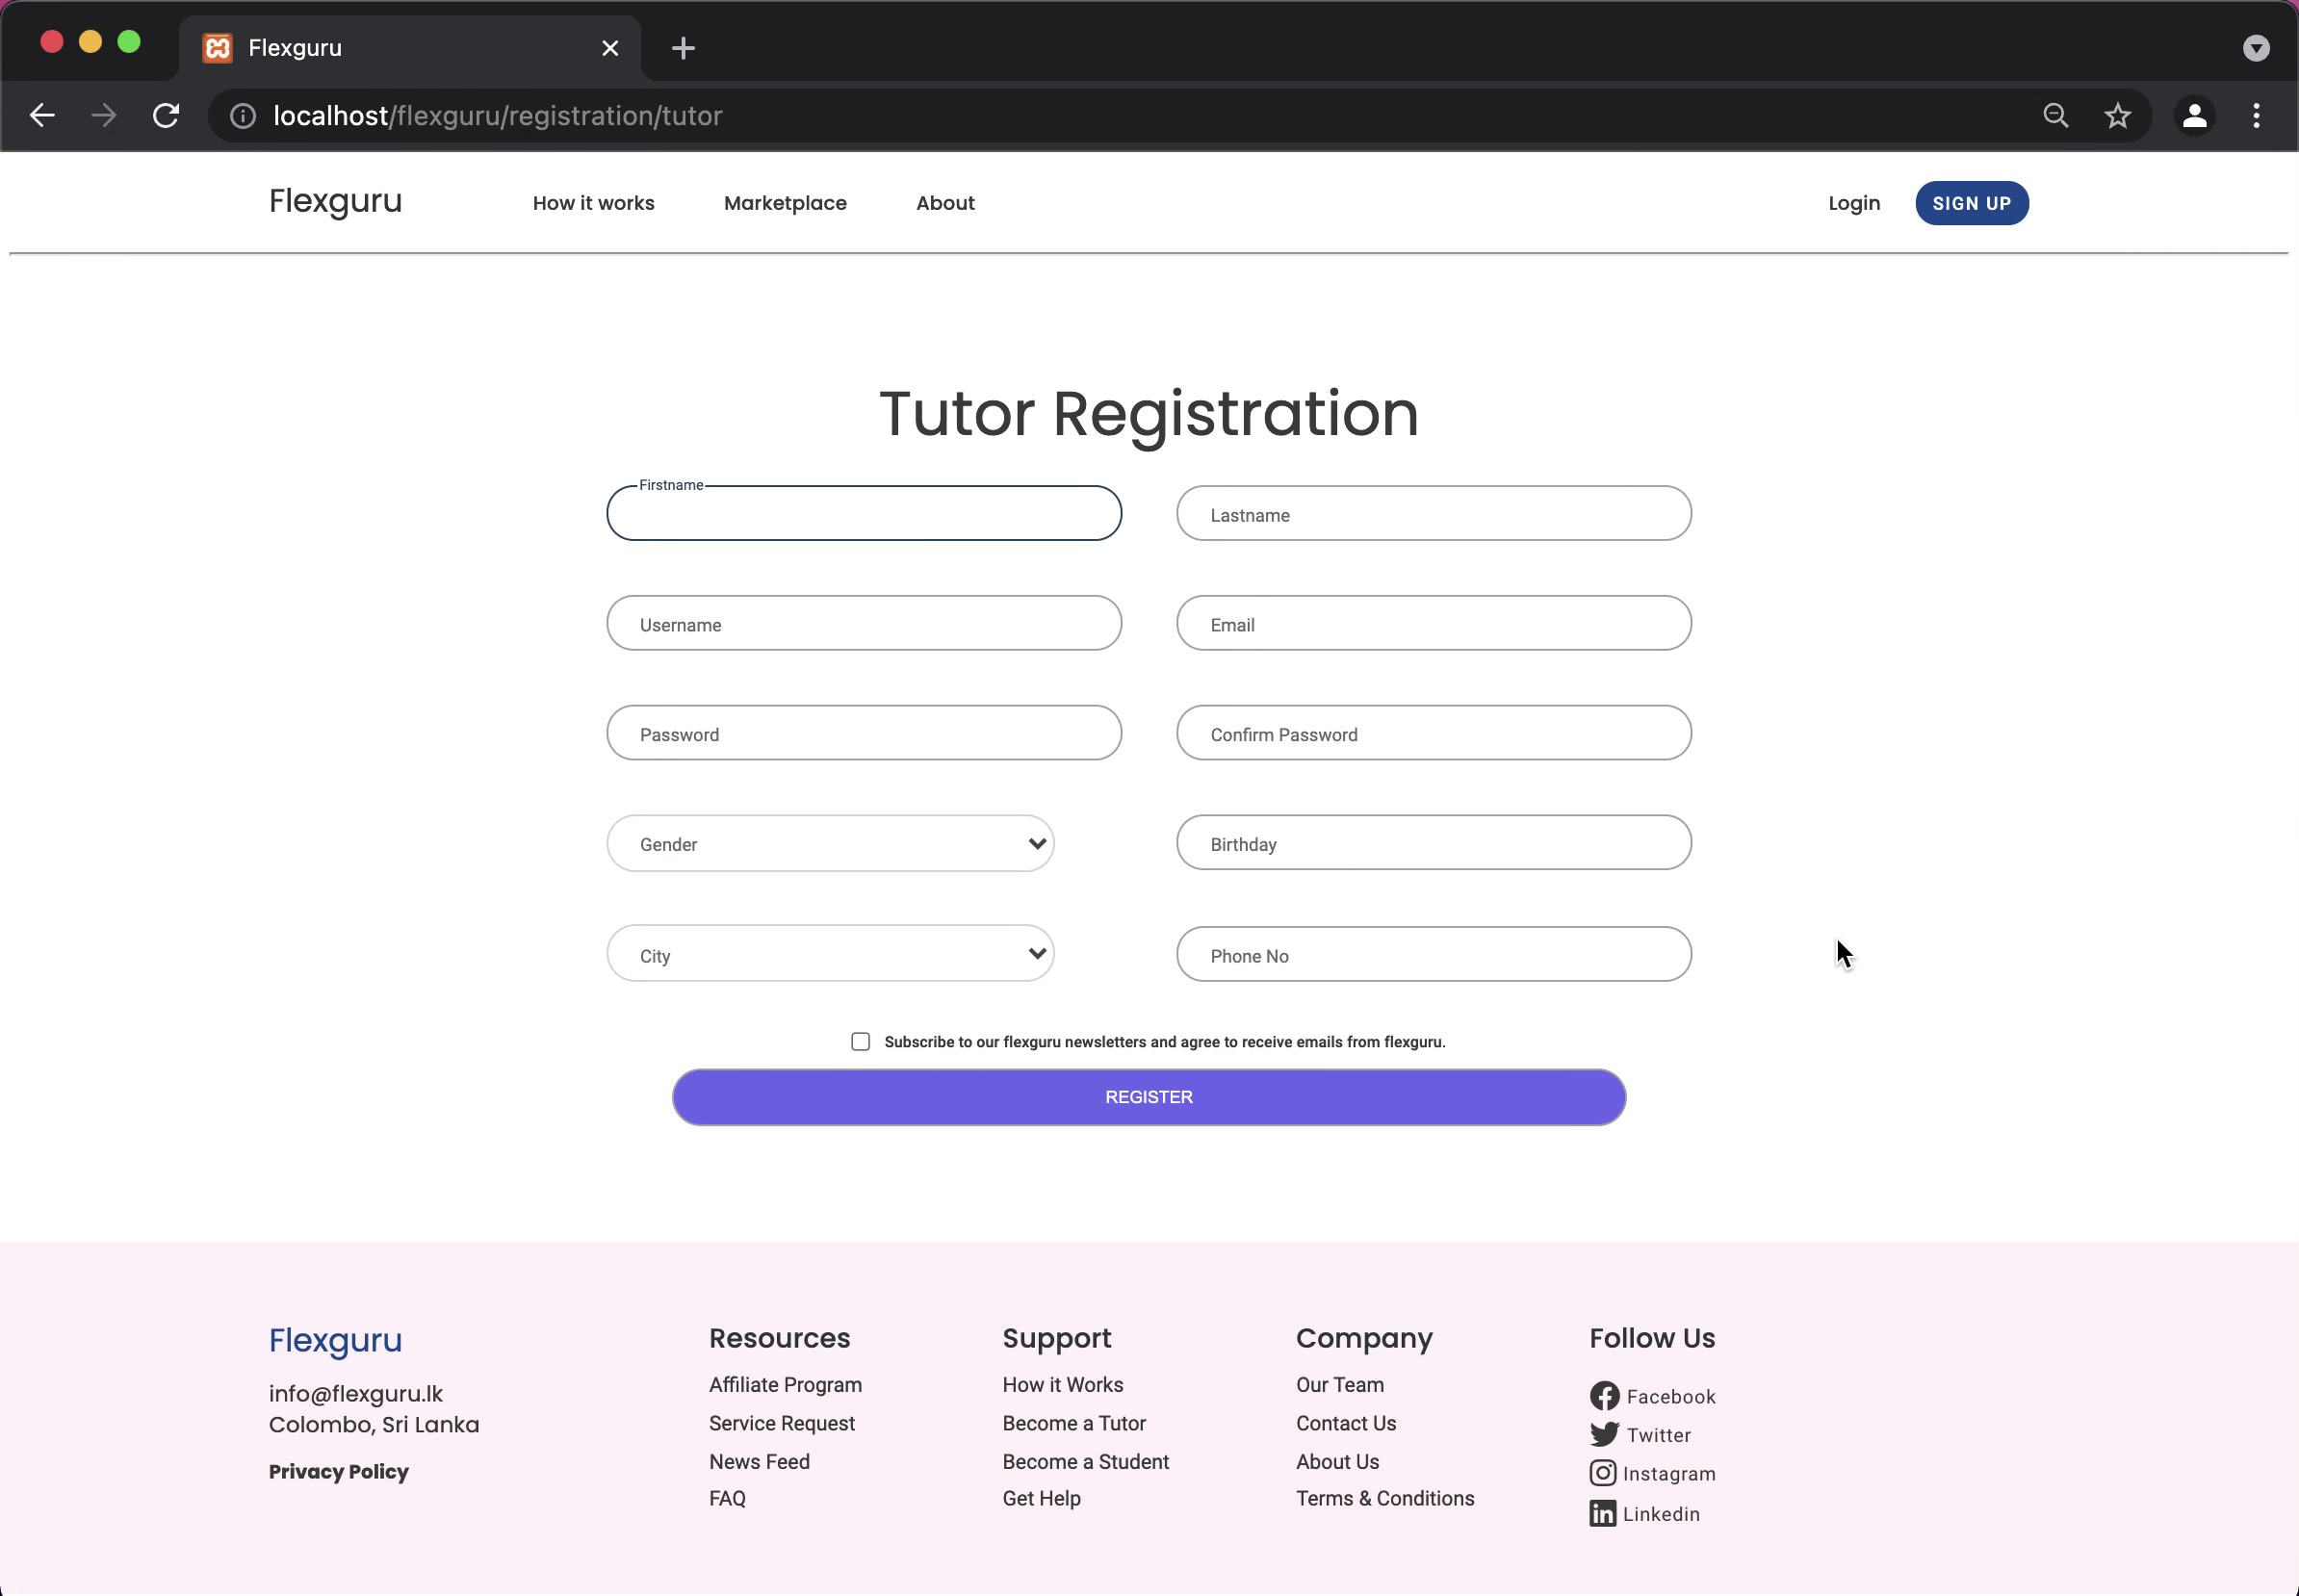 Flexguru
localhost/flexguru/registration/tutor
Flexguru
How it works
Marketplace
About
Login
SIGN UP
Tutor Registration
Firstname
Lastname
Username
Email
Password
Confirm Password
Gender
Birthday
City
Phone No
Subscribe to our flexguru newsletters and agree to receive emails from flexguru.
REGISTER
Flexguru
info@flexguru.lk
Colombo, Sri Lanka
Privacy Policy
Resources
Affiliate Program
Service Request
News Feed
FAQ
Support
How it Works
Become a Tutor
Become a Student
Get Help
Company
Our Team
Contact Us
About Us
Terms & Conditions
Follow Us
Facebook
Twitter
Instagram
Linkedin